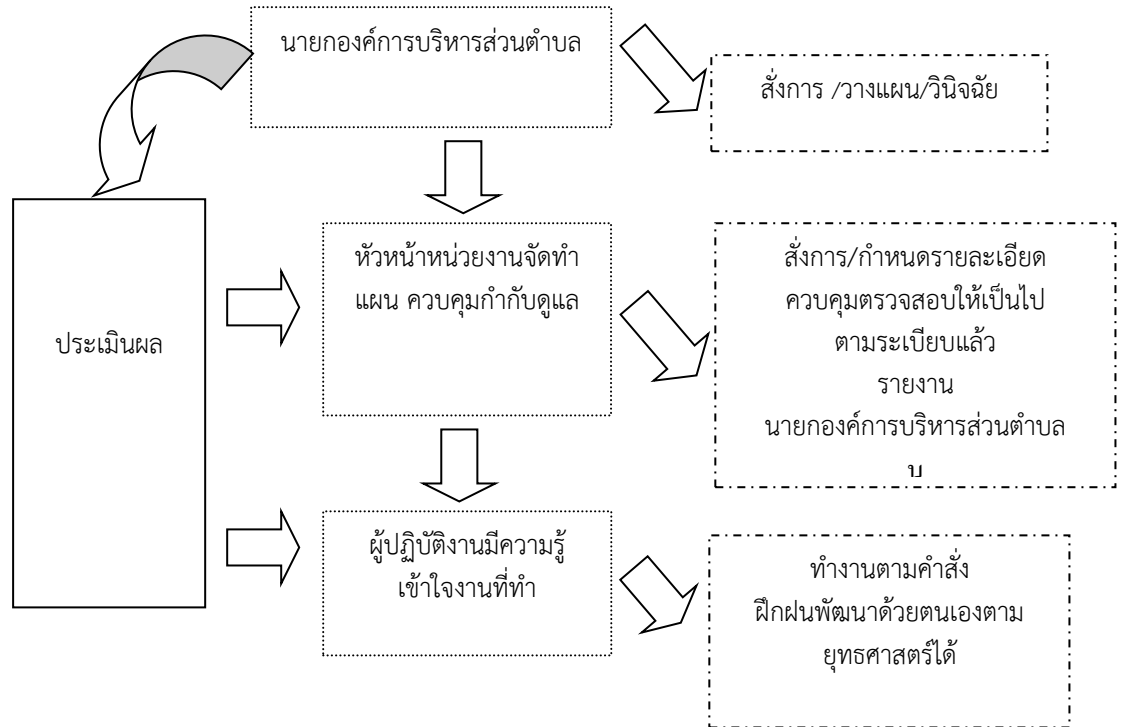 นายกองค์การบริหารส่วนตำบล
สั่งการ /วางแผน/วินิจฉัย
ประเมินผล
หัวหน้าหน่วยงานจัดทำ
แผน ควบคุมกำกับดูแล
สั่งการ/กำหนดรายละเอียด
ควบคุมตรวจสอบให้เป็นไป
ตามระเบียบแล้ว
รายงาน
นายกองค์การบริหารส่วนตำบล
บ
ผู้ปฏิบัติงานมีความรู้
เข้าใจงานที่ทำ
ทำงานตามคำสั่ง
ฝึกฝนพัฒนาด้วยตนเองตาม
ยุทธศาสตร์ได้